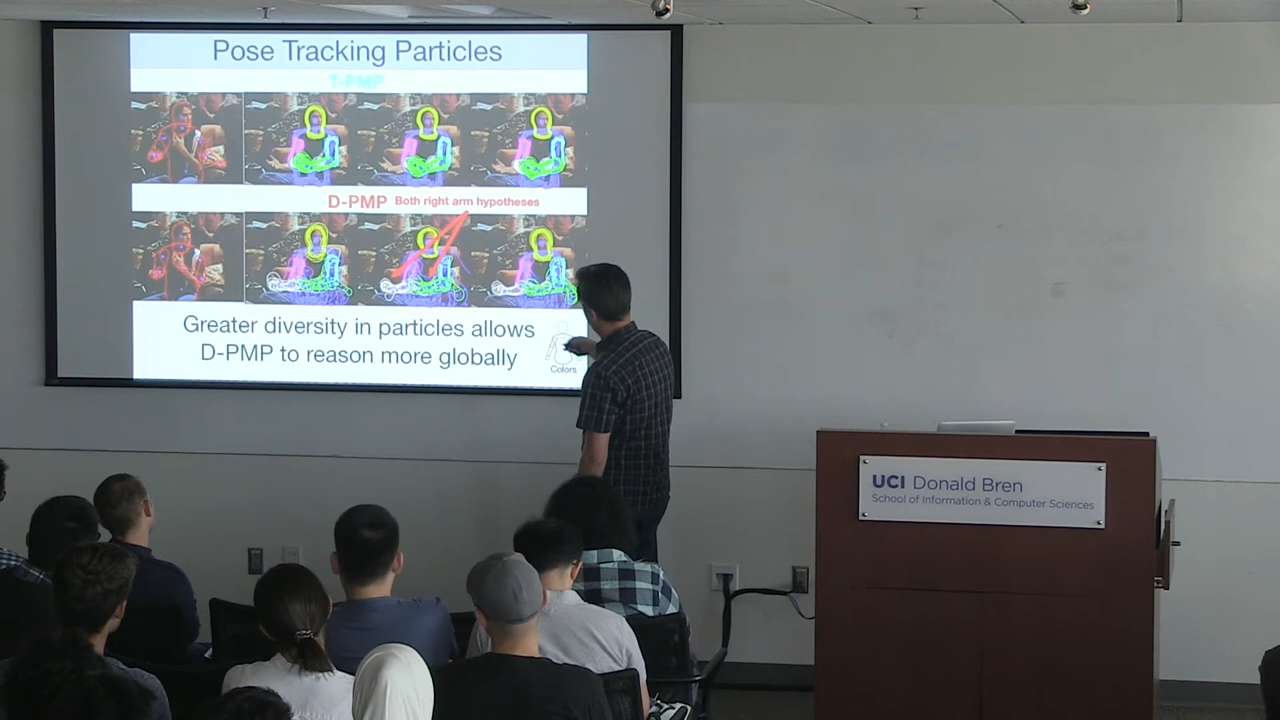 Pose Tracking Particles
T-PMP
D-PMP Both right arm hypotheses
Greater diversity in particles allows
D-PMP to reason more globally
Colors
UCI Donald Bren
School of Information & Computer Sciences